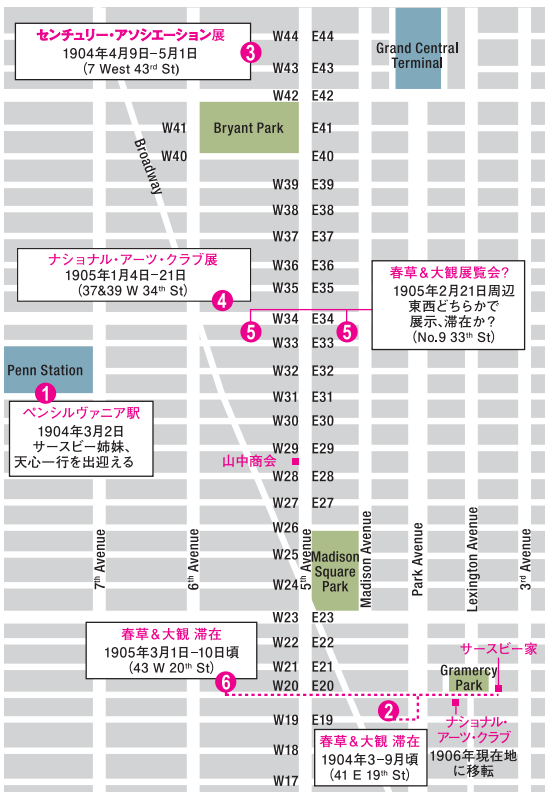 センチュリー・アソシエーション展
1904年4月9日-5月1日
(7 West 43rd St)
3
W44 E44
W43 E43
W42 E42
W41 E41
W40 E40
W39 E39
W38 E38
W37 E37
W36 E36
W35 E35
W34 E34
W33 E33
W32 E32
W31 E31
W30 E30
W29 E29
W28 E28
W27 E27
W26
W25
W24
W23 E23
W22 E22
W21 E21
W20 E20
W19 E19
W18
W17
Grand Central
Terminal
Bryant Park
Broadway
ナショナル・アーツ・クラブ展
1905年1月4日-21日
(37&39 W 34th St)
4
春草&大観展覧会?
1905年2月21日周辺
東西どちらかで
展示、滞在か?
(No.9 33th St)
5
5
Penn Station
1
ペンシルヴァニア駅
1904年3月2日
サースビー姉妹、
天心一行を出迎える
山中商会
7th Avenue
6th Avenue
5th Avenue
Madison
Square
Park
Madison Avenue
Park Avenue
Lexington Avenue
3rd Avenue
春草&大観 滞在
1905年3月1日-10日頃
(43 W 20th St)
6
サースビー家
Gramercy
Park
2
春草&大観 滞在
1904年3-9月頃
(41 E 19th St)
ナショナル・
アーツ・クラブ
1906年現在地
に移転